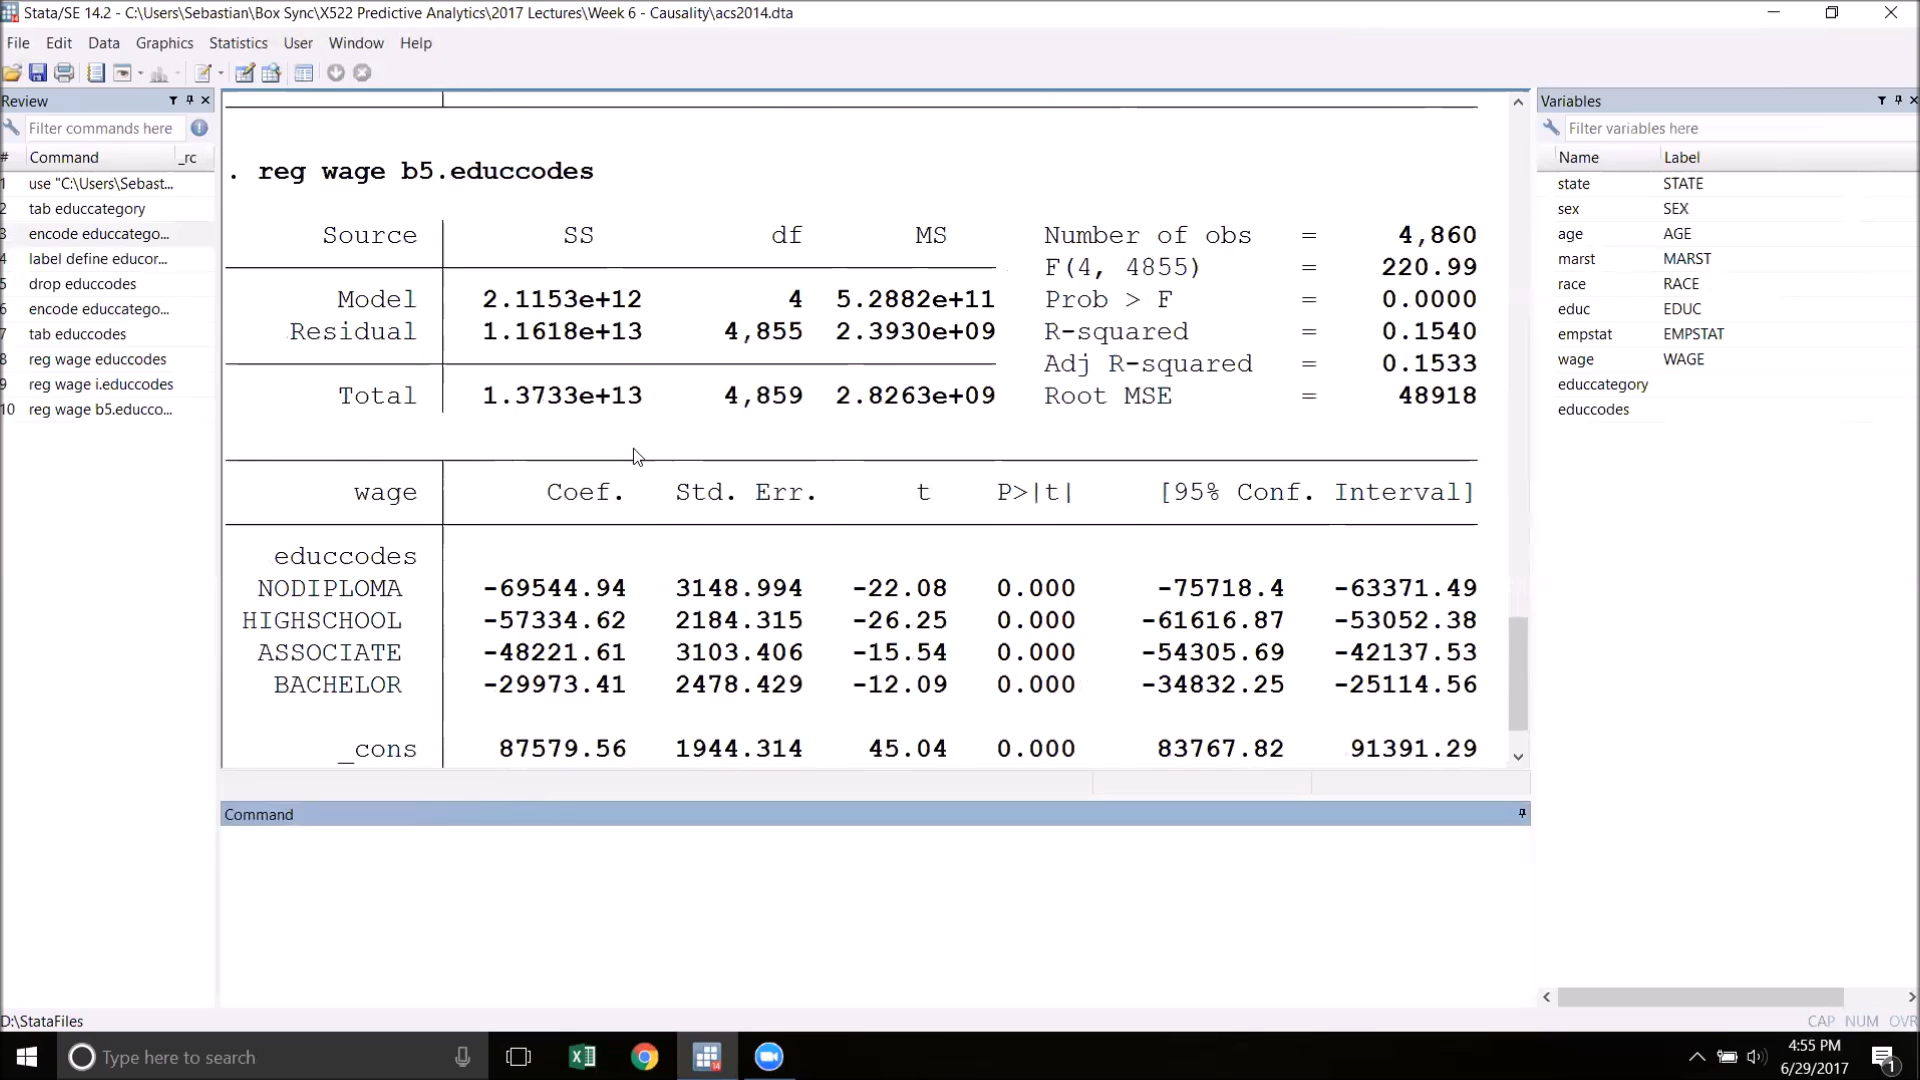 Stata/SE 14.2 - C:\Users\Sebastian\Box Sync\X522 Predictive Analytics\2017 Lectures\Week 6 - Causality\acs2014.dta
File Edit Data Graphics Statistics User Window Help
Review
Filter commands here
# Command _rc
1 use "C:\Users\Sebast...
2 tab educcategory
3 encode educcatego...
4 label define educor...
5 drop educcodes
6 encode educcatego...
7 tab educcodes
8 reg wage educcodes
9 reg wage i.educcodes
10 reg wage b5.educco...
. reg wage b5.educcodes
Source SS df MS Number of obs = 4,860
F(4, 4855) = 220.99
Model 2.1153e+12 4 5.2882e+11 Prob > F = 0.0000
Residual 1.1618e+13 4,855 2.3930e+09 R-squared = 0.1540
Adj R-squared = 0.1533
Total 1.3733e+13 4,859 2.8263e+09 Root MSE = 48918
wage Coef. Std. Err. t P>|t| [95% Conf. Interval]
educcodes
NODIPLOMA -69544.94 3148.994 -22.08 0.000 -75718.4 -63371.49
HIGHSCHOOL -57334.62 2184.315 -26.25 0.000 -61616.87 -53052.38
ASSOCIATE -48221.61 3103.406 -15.54 0.000 -54305.69 -42137.53
BACHELOR -29973.41 2478.429 -12.09 0.000 -34832.25 -25114.56
_cons 87579.56 1944.314 45.04 0.000 83767.82 91391.29
Command
Variables
Filter variables here
Name Label
state STATE
sex SEX
age AGE
marst MARST
race RACE
educ EDUC
empstat EMPSTAT
wage WAGE
educcategory
educcodes
D:\StataFiles
CAP NUM OVR
Type here to search
4:55 PM
6/29/2017
1